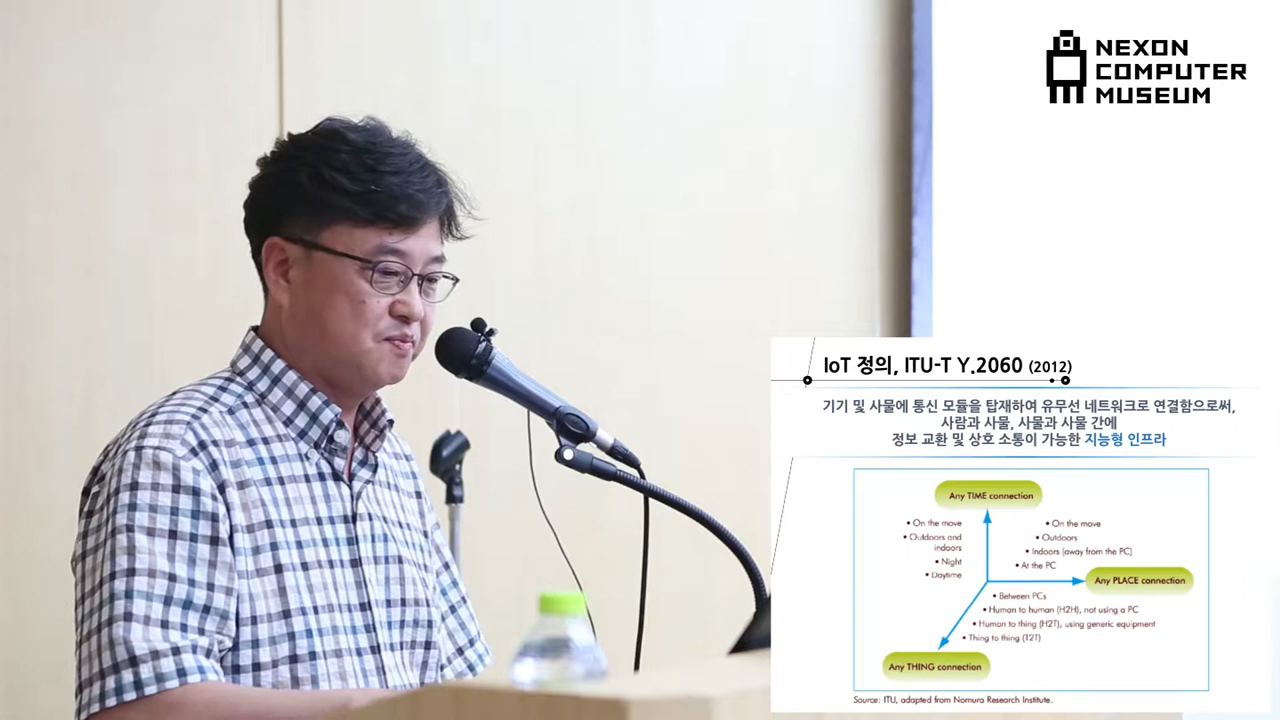 NEXON
COMPUTER
MUSEUM
IoT 정의, ITU-T Y.2060 (2012)
기기 및 사물에 통신 모듈을 탑재하여 유무선 네트워크로 연결함으로써,
사람과 사물, 사물과 사물 간에
정보 교환 및 상호 소통이 가능한 지능형 인프라
Any TIME connection
• On the move
• Outdoors and
indoors
• Night
• Daytime
• On the move
• Outdoors
• Indoors (away from the PC)
• At the PC
Any PLACE connection
• Between PCs
• Human to human (H2H), not using a PC
• Human to thing (H2T), using generic equipment
• Thing to thing (T2T)
Any THING connection
Source: ITU, adapted from Nomura Research Institute.